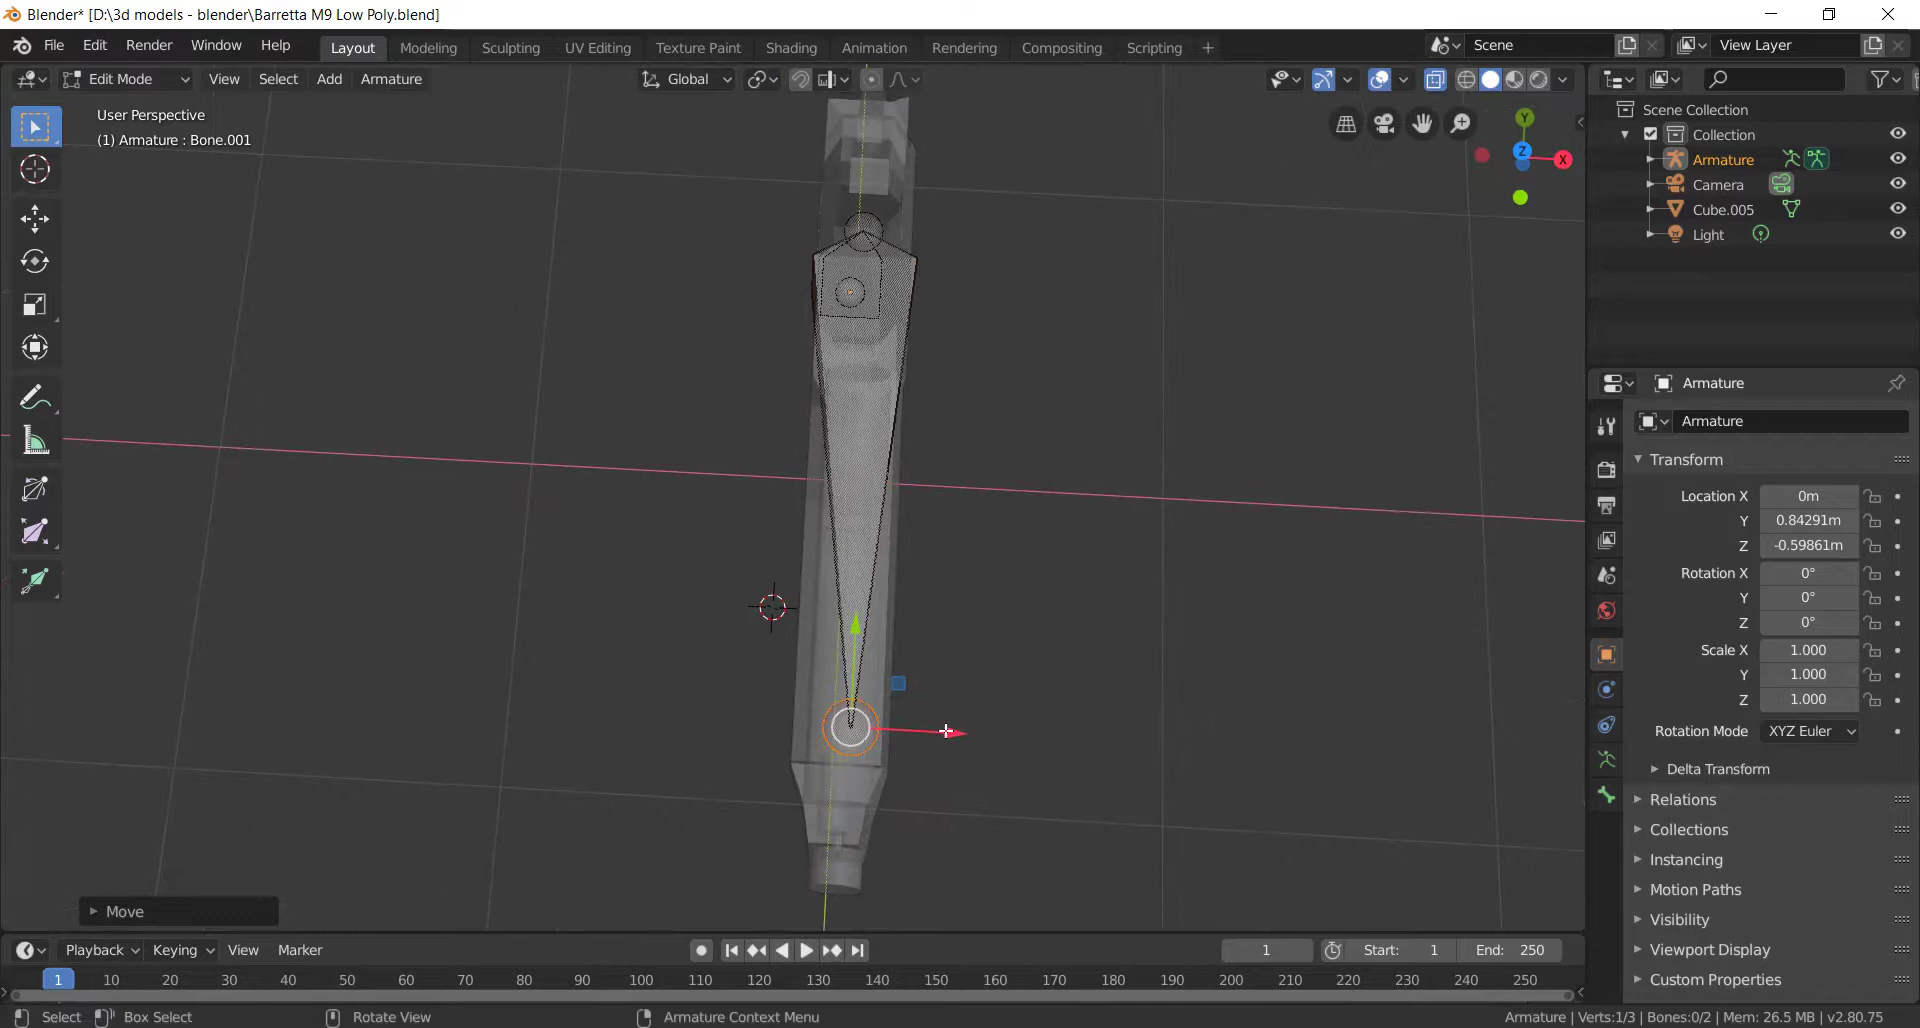 Blender* [D:\3d models - blender\Barretta M9 Low Poly.blend]
File Edit Render Window Help
Layout Modeling Sculpting UV Editing Texture Paint Shading Animation Rendering Compositing Scripting +
Scene
View Layer
Edit Mode View Select Add Armature
Global
User Perspective
(1) Armature : Bone.001
Y
Z
X
Scene Collection
Collection
Armature
Camera
Cube.005
Light
Armature
Armature
Transform
Location X 0m
Y 0.84291m
Z -0.59861m
Rotation X 0°
Y 0°
Z 0°
Scale X 1.000
Y 1.000
Z 1.000
Rotation Mode XYZ Euler
Delta Transform
Relations
Collections
Instancing
Motion Paths
Visibility
Viewport Display
Custom Properties
Move
Playback Keying View Marker
1
Start: 1
End: 250
1 10 20 30 40 50 60 70 80 90 100 110 120 130 140 150 160 170 180 190 200 210 220 230 240 250
Select Box Select Rotate View Armature Context Menu
Armature | Verts:1/3 | Bones:0/2 | Mem: 26.5 MB | v2.80.75